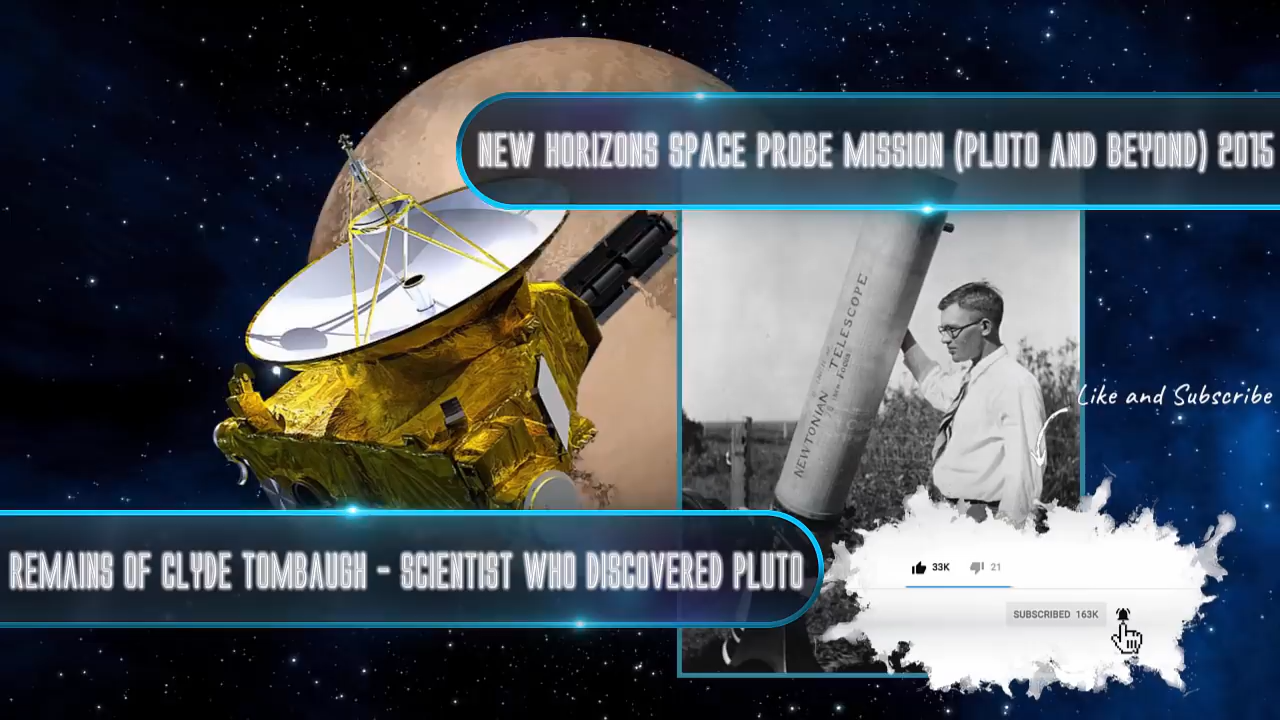 NEW HORIZONS SPACE PROBE MISSION (PLUTO AND BEYOND) 2015
NEWTONIAN TELESCOPE
Like and Subscribe
REMAINS OF CLYDE TOMBAUGH - SCIENTIST WHO DISCOVERED PLUTO
33K 21
SUBSCRIBED 163K